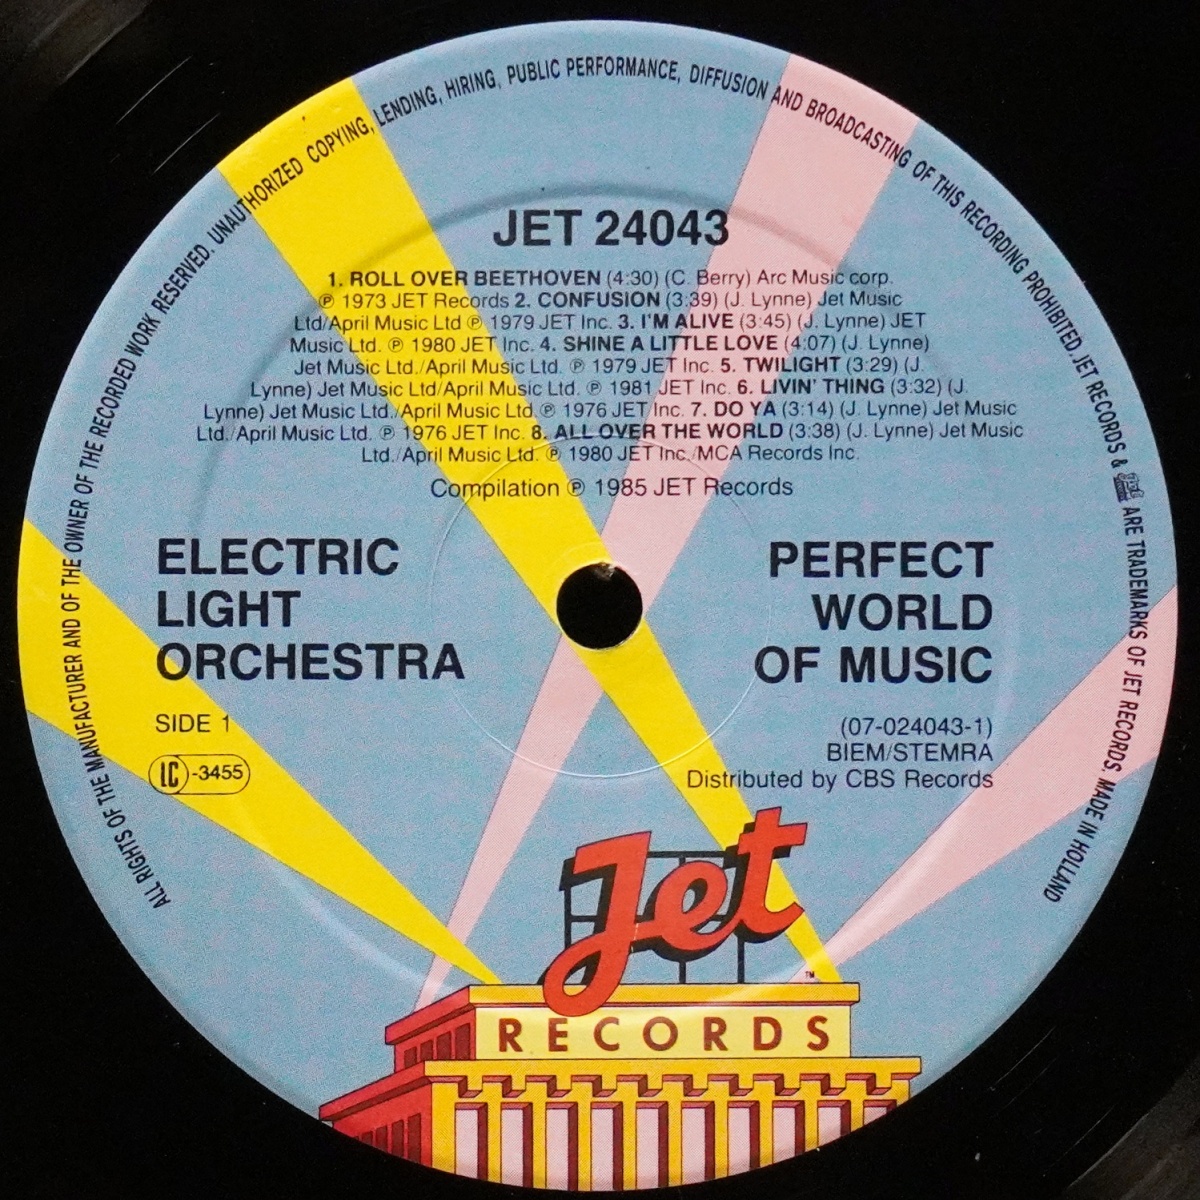 ALL RIGHTS OF THE MANUFACTURER AND OF THE OWNER OF THE RECORDED WORK RESERVED. UNAUTHORIZED COPYING, LENDING, HIRING, PUBLIC PERFORMANCE, DIFFUSION AND BROADCASTING OF THIS RECORDING PROHIBITED. JET RECORDS & Jet ARE TRADEMARKS OF JET RECORDS. MADE IN HOLLAND
JET 24043
1. ROLL OVER BEETHOVEN (4:30) (C. Berry) Arc Music corp.
℗ 1973 JET Records 2. CONFUSION (3:39) (J. Lynne) Jet Music
Ltd/April Music Ltd ℗ 1979 JET Inc. 3. I'M ALIVE (3:45) (J. Lynne) JET
Music Ltd. ℗ 1980 JET Inc. 4. SHINE A LITTLE LOVE (4:07) (J. Lynne)
Jet Music Ltd./April Music Ltd. ℗ 1979 JET Inc. 5. TWILIGHT (3:29) (J.
Lynne) Jet Music Ltd/April Music Ltd. ℗ 1981 JET Inc. 6. LIVIN' THING (3:32) (J.
Lynne) Jet Music Ltd./April Music Ltd. ℗ 1976 JET Inc. 7. DO YA (3:14) (J. Lynne) Jet Music
Ltd./April Music Ltd. ℗ 1976 JET Inc. 8. ALL OVER THE WORLD (3:38) (J. Lynne) Jet Music
Ltd./April Music Ltd. ℗ 1980 JET Inc./MCA Records Inc.
Compilation ℗ 1985 JET Records
ELECTRIC
LIGHT
ORCHESTRA
SIDE 1
LC-3455
PERFECT
WORLD
OF MUSIC
(07-024043-1)
BIEM/STEMRA
Distributed by CBS Records
Jet
TM
RECORDS